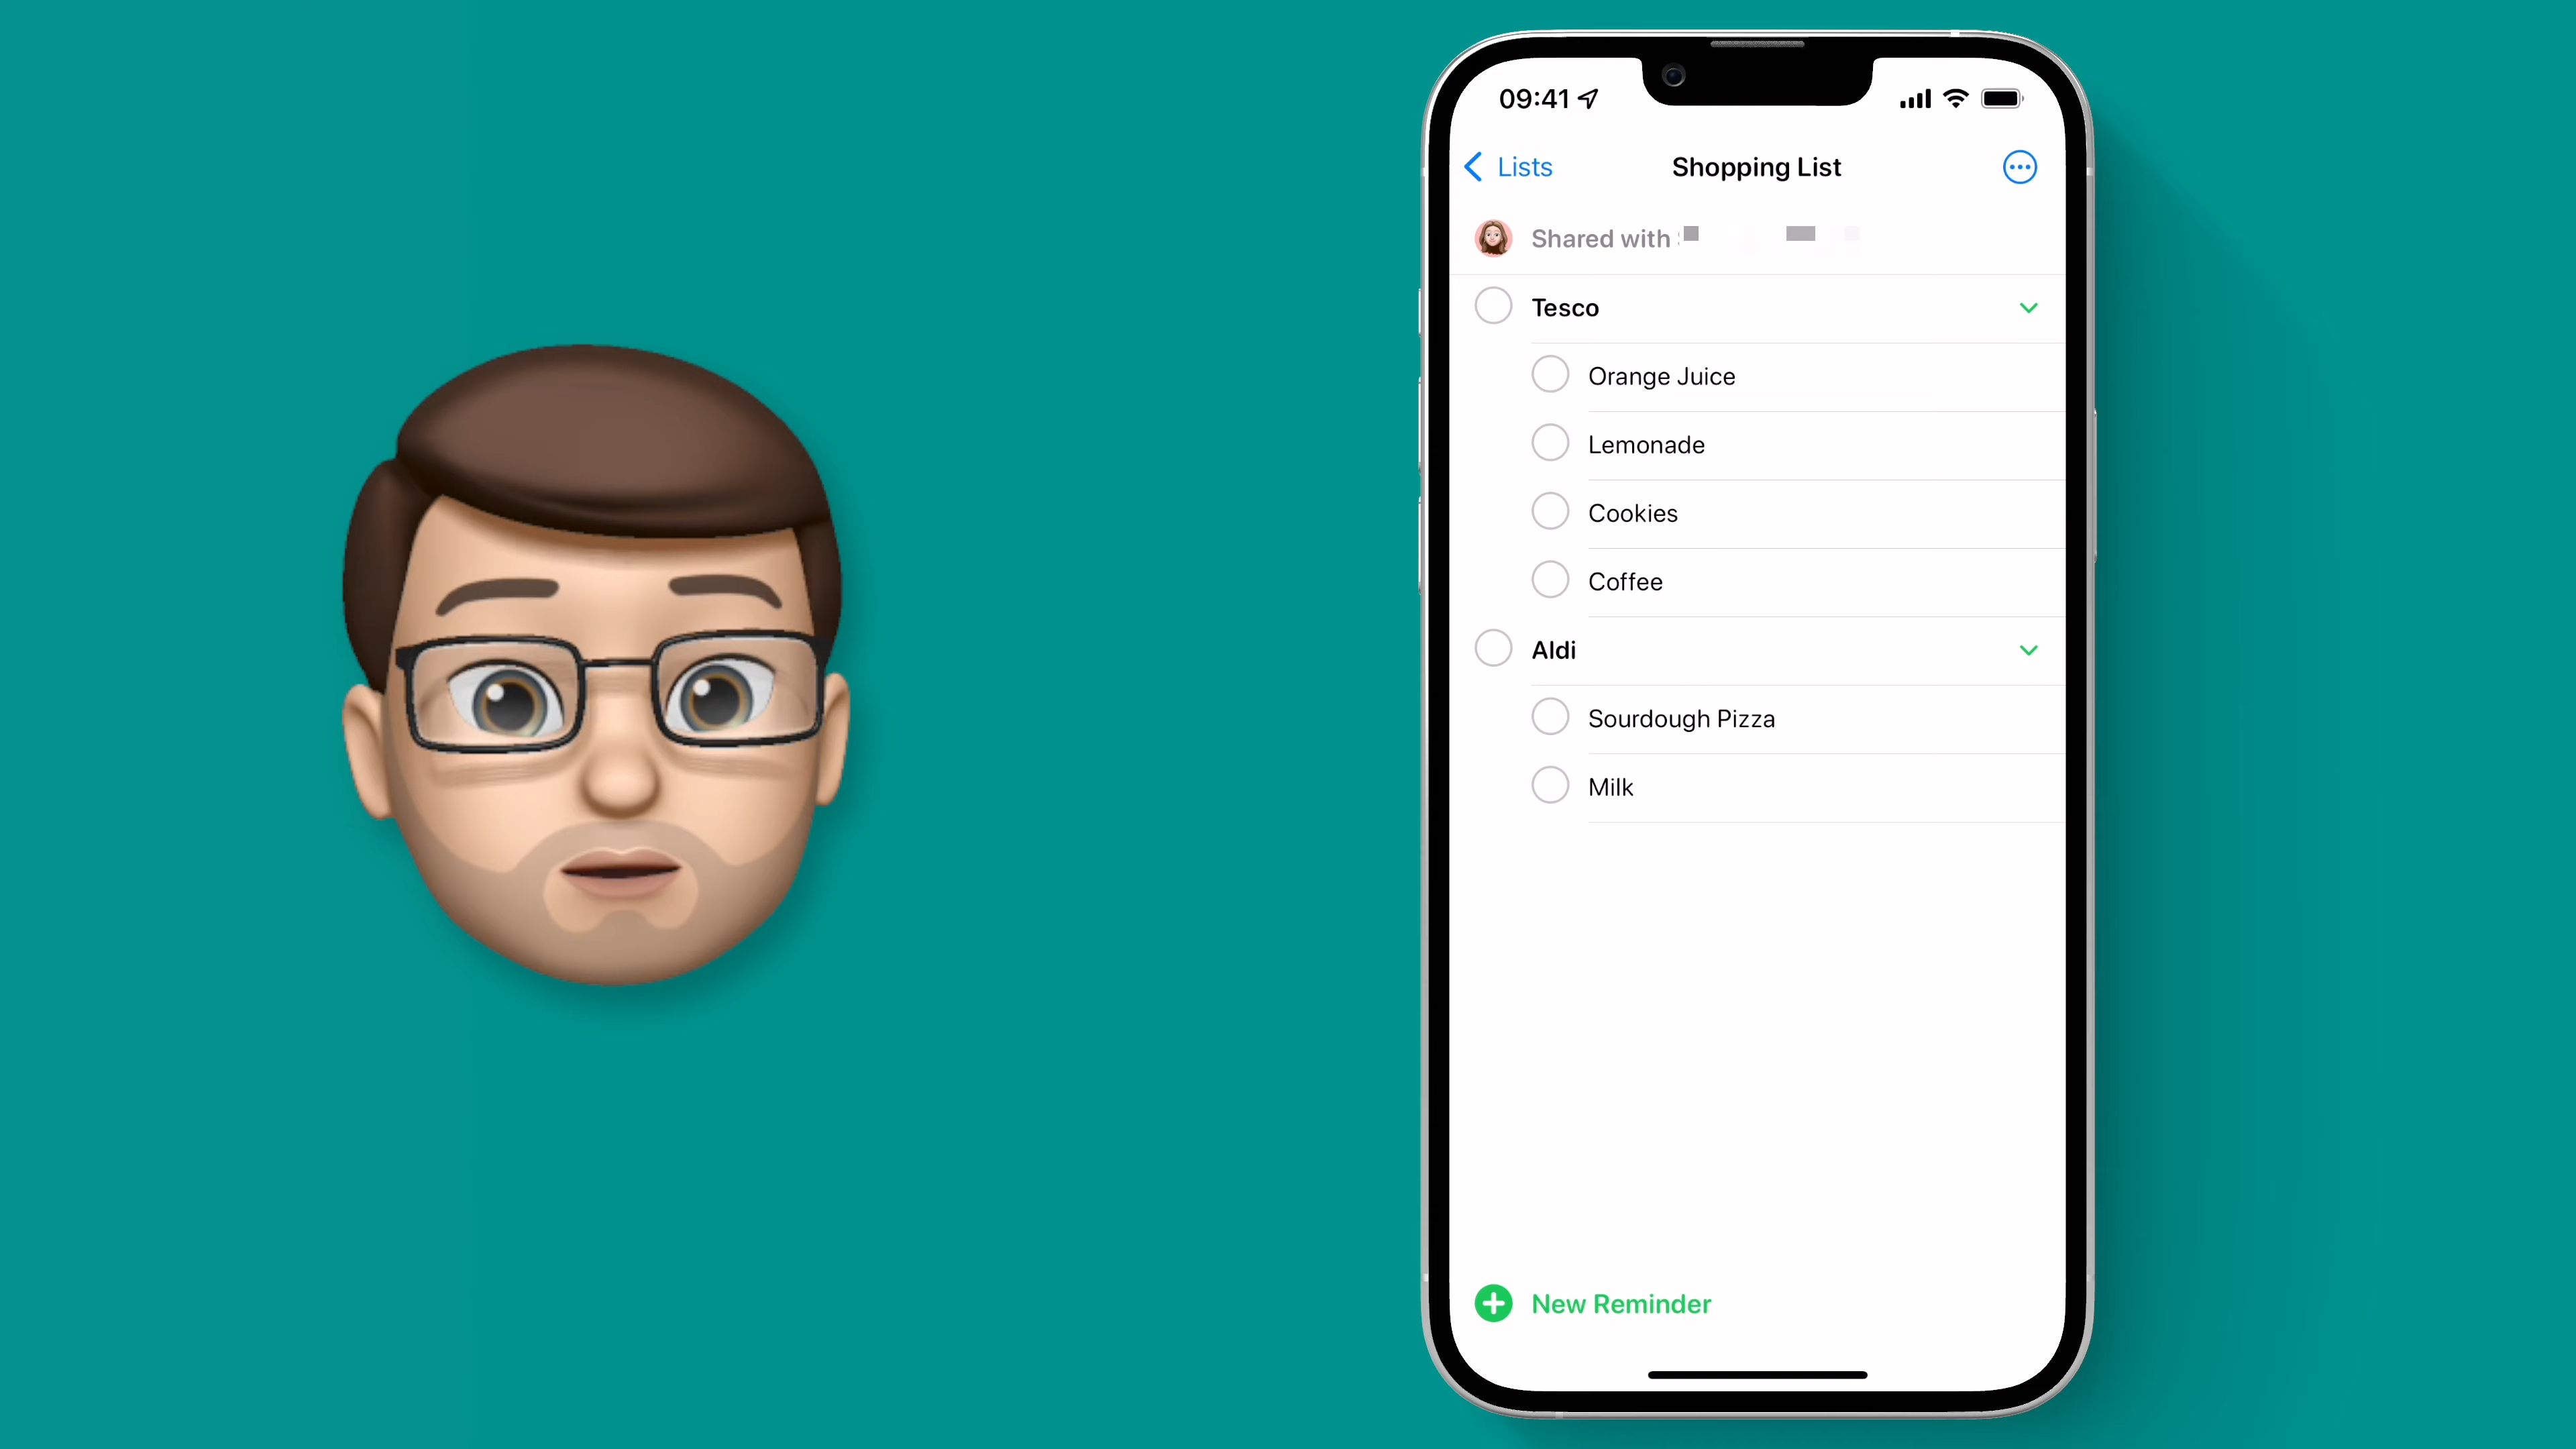 09:41
Lists
Shopping List
Shared with
Tesco
Orange Juice
Lemonade
Cookies
Coffee
Aldi
Sourdough Pizza
Milk
New Reminder